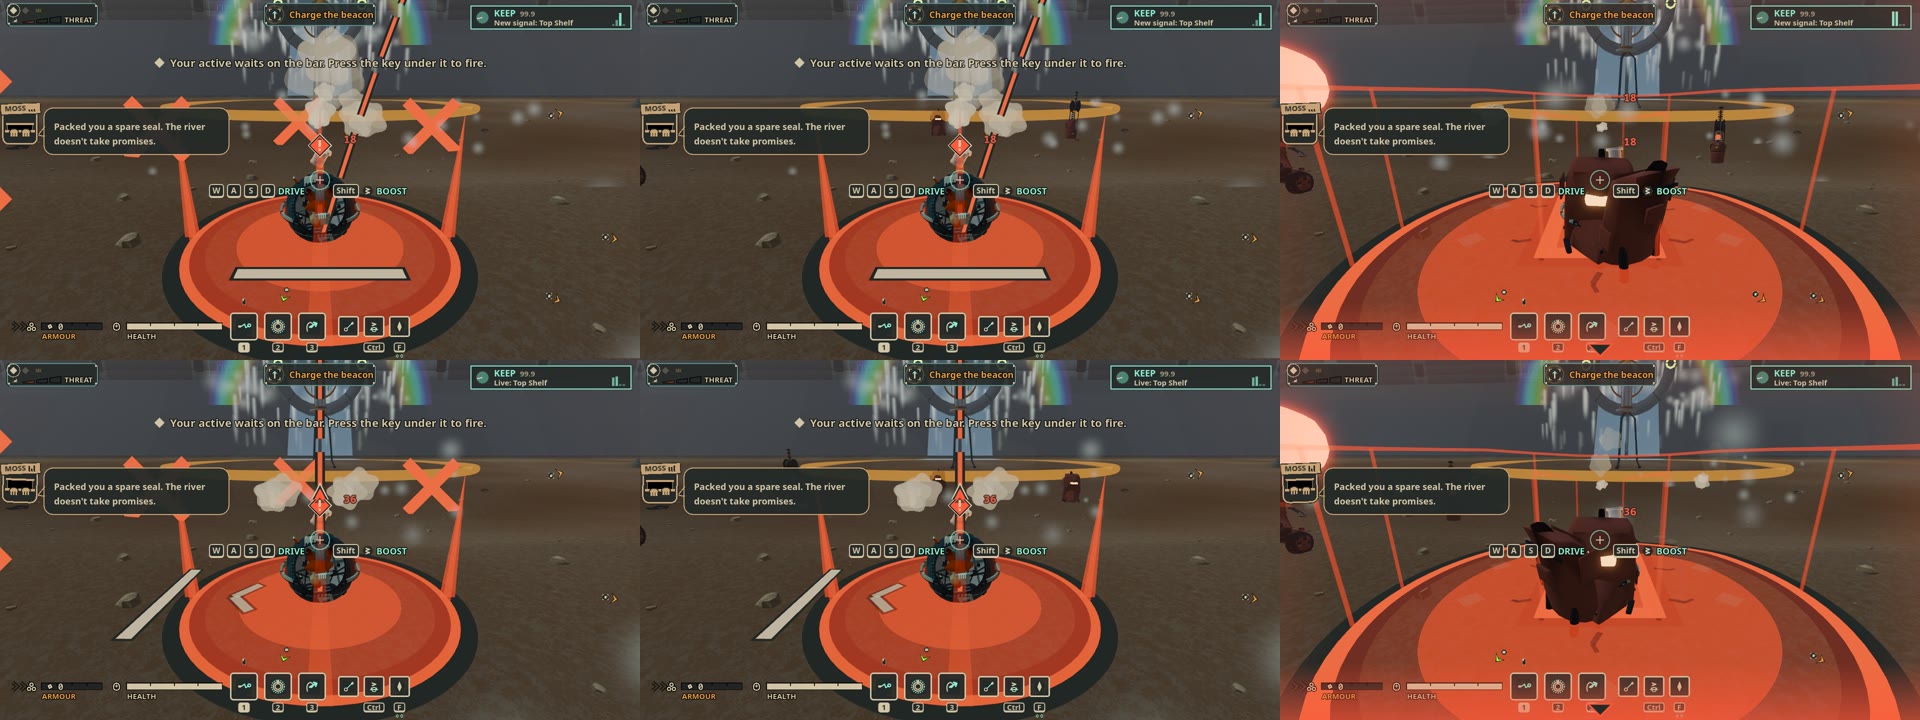 THREAT
Charge the beacon
KEEP 99.9
New signal: Top Shelf
Your active waits on the bar. Press the key under it to fire.
MOSS
Packed you a spare seal. The river
doesn't take promises.
18
W A S D DRIVE Shift BOOST
0
ARMOUR
HEALTH
1 2 3 Ctrl F
THREAT
Charge the beacon
KEEP 99.9
New signal: Top Shelf
Your active waits on the bar. Press the key under it to fire.
MOSS
Packed you a spare seal. The river
doesn't take promises.
18
W A S D DRIVE Shift BOOST
0
ARMOUR
HEALTH
1 2 3 Ctrl F
THREAT
Charge the beacon
KEEP 99.9
New signal: Top Shelf
18
MOSS
Packed you a spare seal. The river
doesn't take promises.
18
W A S D DRIVE Shift BOOST
0
ARMOUR
HEALTH
1 2 Ctrl F
THREAT
Charge the beacon
KEEP 99.9
Live: Top Shelf
Your active waits on the bar. Press the key under it to fire.
MOSS
Packed you a spare seal. The river
doesn't take promises.
36
W A S D DRIVE Shift BOOST
0
ARMOUR
HEALTH
1 2 3 Ctrl F
THREAT
Charge the beacon
KEEP 99.9
Live: Top Shelf
Your active waits on the bar. Press the key under it to fire.
MOSS
Packed you a spare seal. The river
doesn't take promises.
36
W A S D DRIVE Shift BOOST
0
ARMOUR
HEALTH
1 2 3 Ctrl F
THREAT
Charge the beacon
KEEP 99.9
Live: Top Shelf
MOSS
Packed you a spare seal. The river
doesn't take promises.
36
W A S D DRIVE Shift BOOST
0
ARMOUR
HEALTH
1 2 Ctrl F